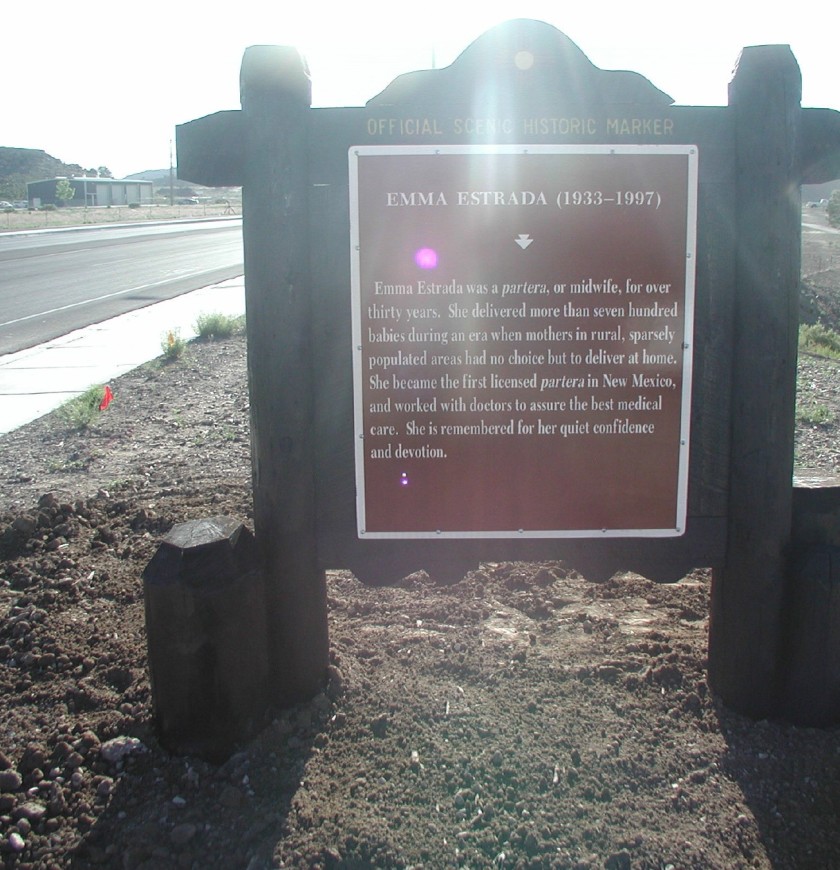 OFFICIAL SCENIC HISTORIC MARKER
EMMA ESTRADA (1933–1997)
Emma Estrada was a partera, or midwife, for over
thirty years. She delivered more than seven hundred
babies during an era when mothers in rural, sparsely
populated areas had no choice but to deliver at home.
She became the first licensed partera in New Mexico,
and worked with doctors to assure the best medical
care. She is remembered for her quiet confidence
and devotion.